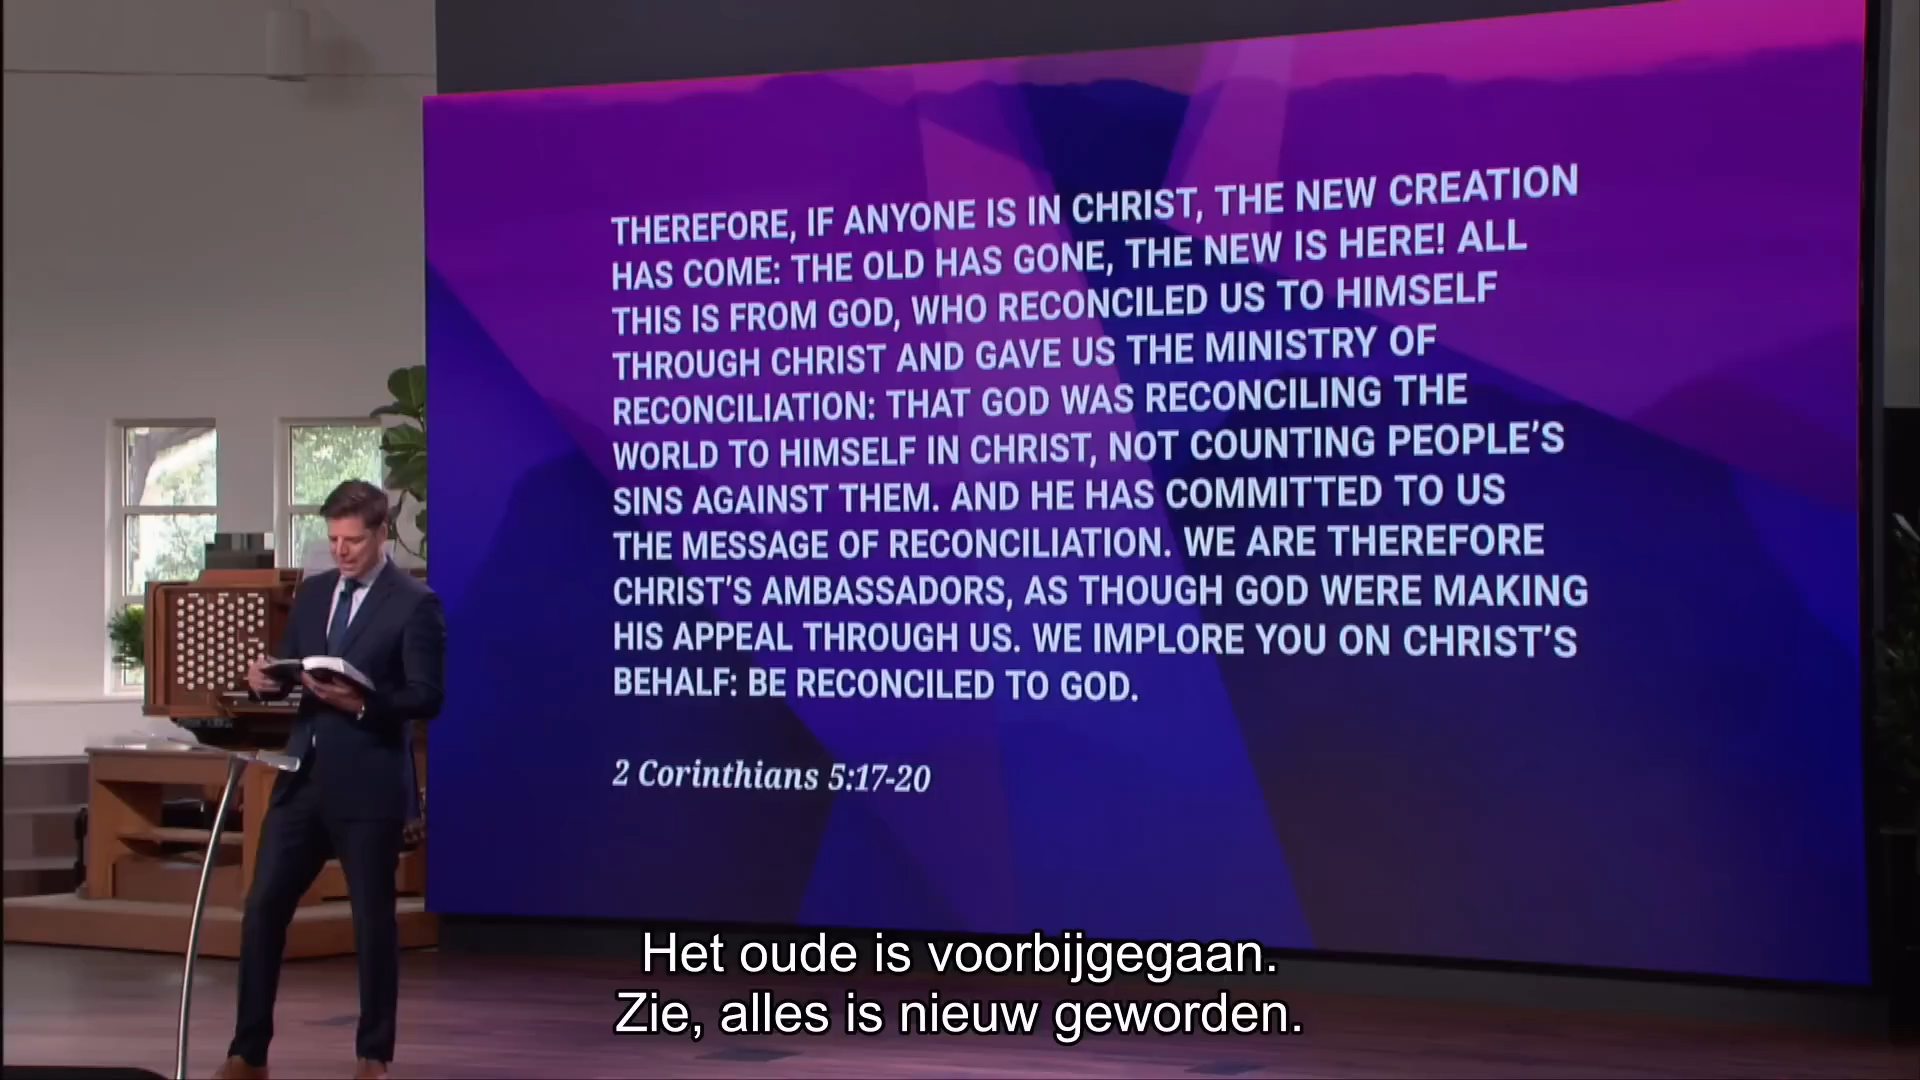 THEREFORE, IF ANYONE IS IN CHRIST, THE NEW CREATION
HAS COME: THE OLD HAS GONE, THE NEW IS HERE! ALL
THIS IS FROM GOD, WHO RECONCILED US TO HIMSELF
THROUGH CHRIST AND GAVE US THE MINISTRY OF
RECONCILIATION: THAT GOD WAS RECONCILING THE
WORLD TO HIMSELF IN CHRIST, NOT COUNTING PEOPLE'S
SINS AGAINST THEM. AND HE HAS COMMITTED TO US
THE MESSAGE OF RECONCILIATION. WE ARE THEREFORE
CHRIST'S AMBASSADORS, AS THOUGH GOD WERE MAKING
HIS APPEAL THROUGH US. WE IMPLORE YOU ON CHRIST'S
BEHALF: BE RECONCILED TO GOD.
2 Corinthians 5:17-20
Het oude is voorbijgegaan.
Zie, alles is nieuw geworden.